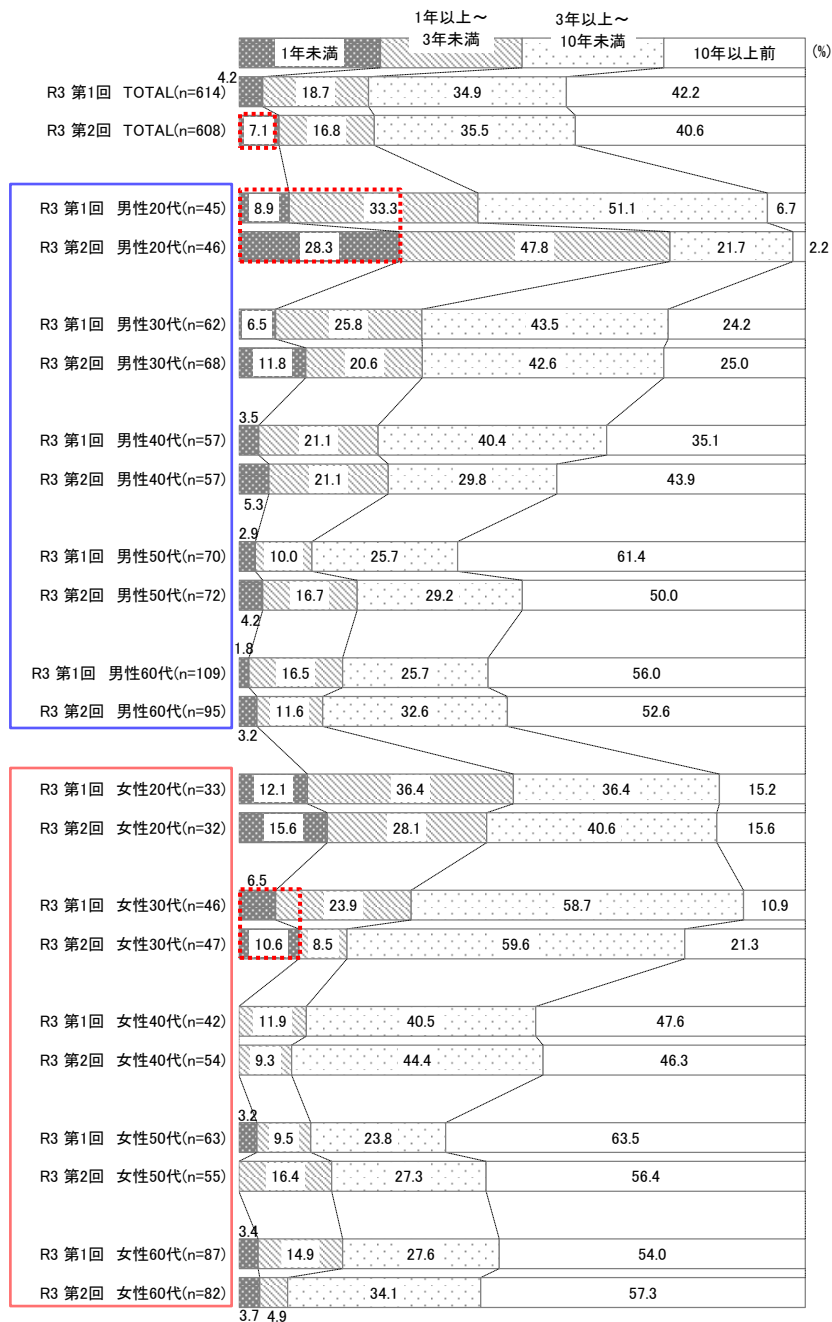 1年以上～
3年未満
3年以上～
10年未満
1年未満
10年以上前
(%)
R3 第1回 TOTAL(n=614) 4.2 18.7 34.9 42.2
R3 第2回 TOTAL(n=608) 7.1 16.8 35.5 40.6
R3 第1回 男性20代(n=45) 8.9 33.3 51.1 6.7
R3 第2回 男性20代(n=46) 28.3 47.8 21.7 2.2
R3 第1回 男性30代(n=62) 6.5 25.8 43.5 24.2
R3 第2回 男性30代(n=68) 11.8 20.6 42.6 25.0
R3 第1回 男性40代(n=57) 3.5 21.1 40.4 35.1
R3 第2回 男性40代(n=57) 5.3 21.1 29.8 43.9
R3 第1回 男性50代(n=70) 2.9 10.0 25.7 61.4
R3 第2回 男性50代(n=72) 4.2 16.7 29.2 50.0
R3 第1回 男性60代(n=109) 1.8 16.5 25.7 56.0
R3 第2回 男性60代(n=95) 3.2 11.6 32.6 52.6
R3 第1回 女性20代(n=33) 12.1 36.4 36.4 15.2
R3 第2回 女性20代(n=32) 15.6 28.1 40.6 15.6
R3 第1回 女性30代(n=46) 6.5 23.9 58.7 10.9
R3 第2回 女性30代(n=47) 10.6 8.5 59.6 21.3
R3 第1回 女性40代(n=42) 11.9 40.5 47.6
R3 第2回 女性40代(n=54) 9.3 44.4 46.3
R3 第1回 女性50代(n=63) 3.2 9.5 23.8 63.5
R3 第2回 女性50代(n=55) 16.4 27.3 56.4
R3 第1回 女性60代(n=87) 3.4 14.9 27.6 54.0
R3 第2回 女性60代(n=82) 3.7 4.9 34.1 57.3